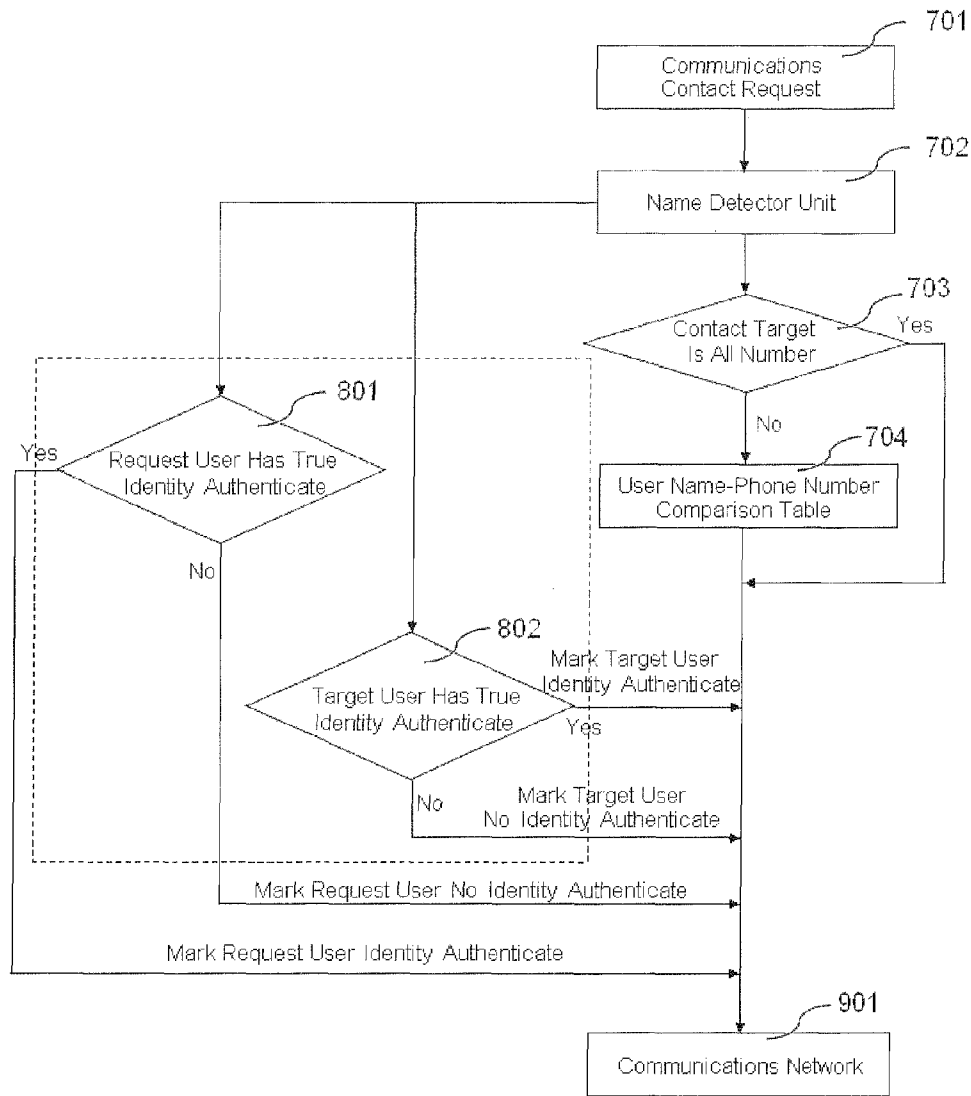 701
Communications
Contact Request
702
Name Detector Unit
703
Contact Target
Is All Number
Yes
No
801
Yes
Request User Has True
Identity Authenticate
No
704
User Name-Phone Number
Comparison Table
802
Target User Has True
Identity Authenticate
Mark Target User
Identity Authenticate
Yes
No
Mark Target User
No Identity Authenticate
Mark Request User No Identity Authenticate
Mark Request User Identity Authenticate
901
Communications Network